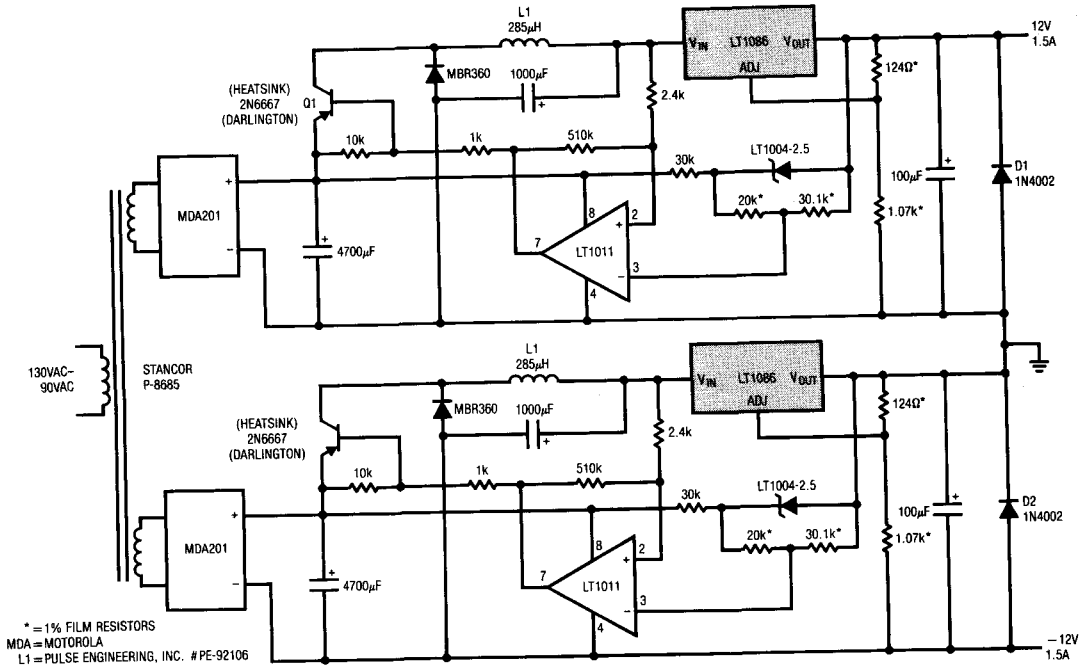 L1
285μH
VIN LT1086 VOUT
ADJ
12V
1.5A
MBR360
1000μF
+
124Ω*
(HEATSINK)
2N6667
(DARLINGTON)
Q1
2.4k
10k
1k
510k
30k
LT1004-2.5
20k*
30.1k*
100μF
+
D1
1N4002
1.07k*
MDA201
+
−
+
4700μF
8
2
+
7
LT1011
3
−
4
130VAC~
90VAC
STANCOR
P-8685
L1
285μH
VIN LT1086 VOUT
ADJ
MBR360
1000μF
+
124Ω*
(HEATSINK)
2N6667
(DARLINGTON)
2.4k
10k
1k
510k
30k
LT1004-2.5
20k*
30.1k*
100μF
+
D2
1N4002
1.07k*
MDA201
+
−
+
4700μF
8
2
+
7
LT1011
3
−
4
−12V
1.5A
* = 1% FILM RESISTORS
MDA = MOTOROLA
L1 = PULSE ENGINEERING, INC. #PE-92106